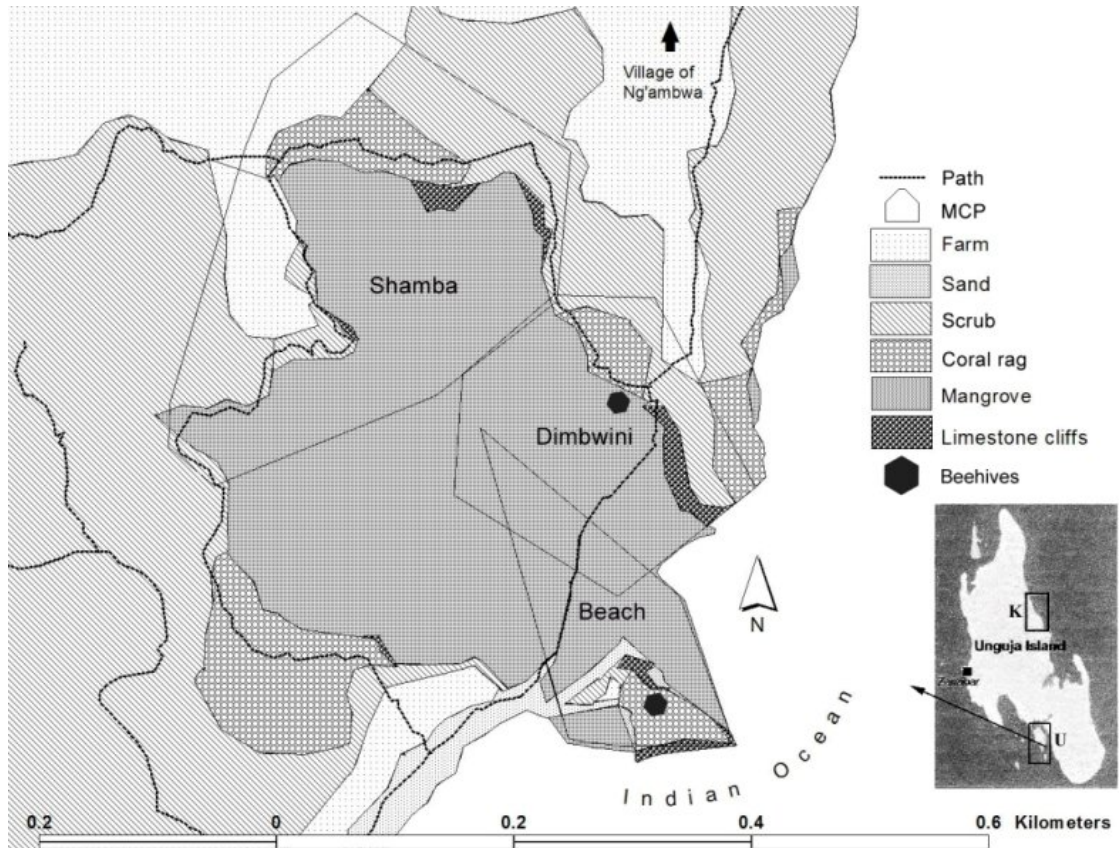 Village of
Ng'ambwa
Path
MCP
Farm
Sand
Scrub
Coral rag
Mangrove
Limestone cliffs
Beehives
Shamba
Dimbwini
Beach
N
Indian Ocean
K
Unguja Island
Zanzibar
U
0.2 0 0.2 0.4 0.6 Kilometers